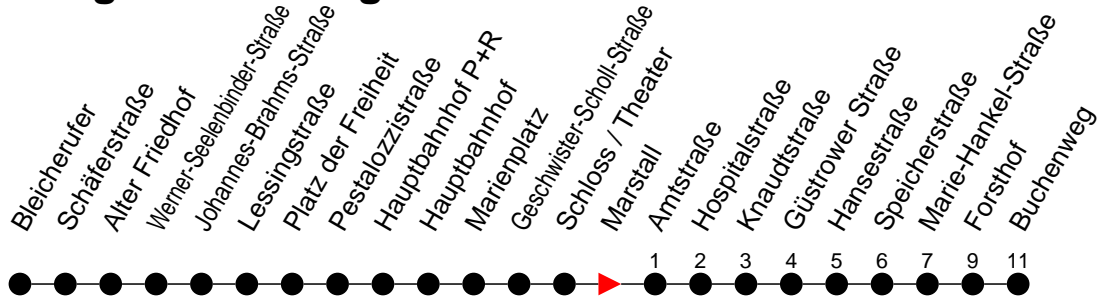 Bleicherufer
Schäferstraße
Alter Friedhof
Werner-Seelenbinder-Straße
Johannes-Brahms-Straße
Lessingstraße
Platz der Freiheit
Pestalozzistraße
Hauptbahnhof P+R
Hauptbahnhof
Marienplatz
Geschwister-Scholl-Straße
Schloss / Theater
Marstall
Amtstraße
Hospitalstraße
Knaudtstraße
Güstrower Straße
Hansestraße
Speicherstraße
Marie-Hankel-Straße
Forsthof
Buchenweg
1 2 3 4 5 6 7 9 11